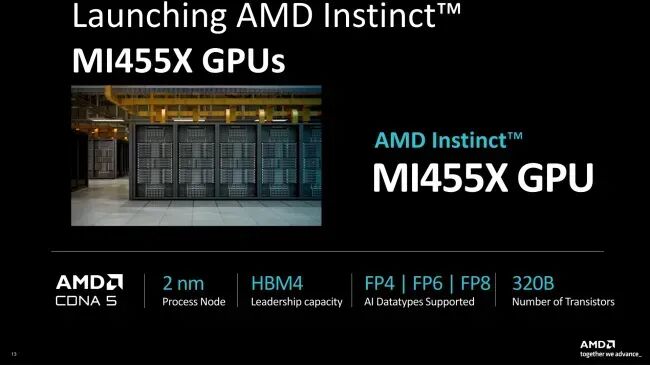 Launching AMD Instinct™
MI455X GPUs
AMD Instinct™
MI455X GPU
AMD
CDNA 5
2 nm
Process Node
HBM4
Leadership capacity
FP4 | FP6 | FP8
AI Datatypes Supported
320B
Number of Transistors
13
AMD
together we advance_